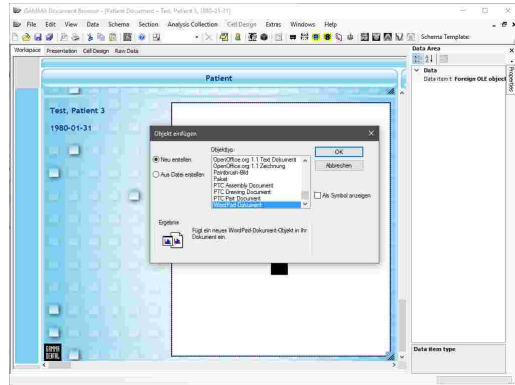 GAMMA Document Browser - [Patient Document - Test, Patient 3, 1980-01-31]
File Edit View Data Schema Section Analysis Collection Cell Design Extras Windows Help
Schema Template:
Workspace Presentation Cell Design Raw Data
Data Area
Data
Data item 1 Foreign OLE object
Properties
Patient
Test, Patient 3
1980-01-31
Objekt einfügen
Objekttyp:
Neu erstellen
Aus Datei erstellen
OpenOffice.org 1.1 Text Dokument
OpenOffice.org 1.1 Zeichnung
Paintbrush-Bild
Paket
PTC Assembly Document
PTC Drawing Document
PTC Part Document
WordPad-Dokument
OK
Abbrechen
Als Symbol anzeigen
Ergebnis
Fügt ein neues WordPad-Dokument-Objekt in Ihr
Dokument ein.
GAMMA
DENTAL
Data item type